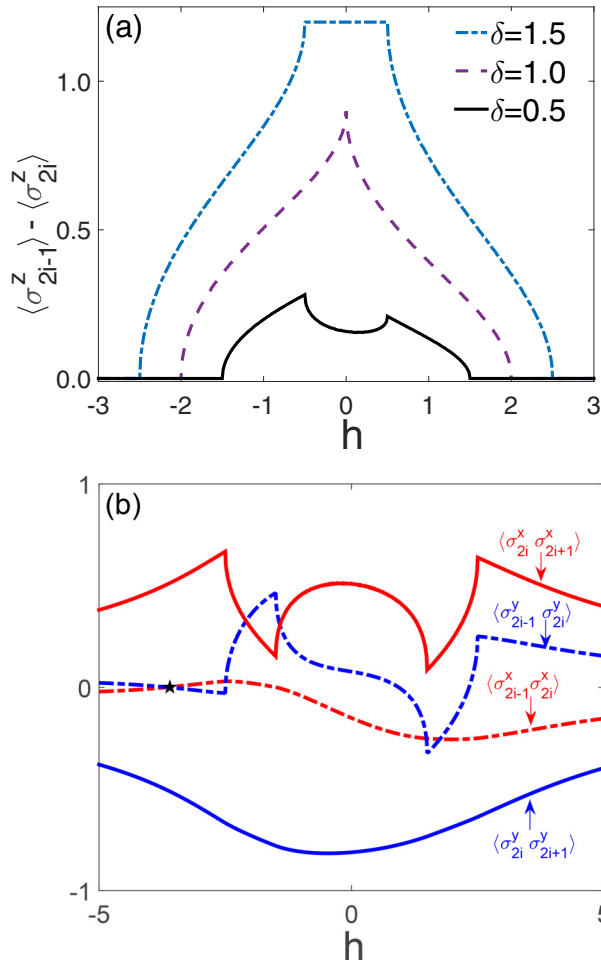 (a)
δ=1.5
δ=1.0
δ=0.5
⟨σ^z_{2i-1}⟩ - ⟨σ^z_{2i}⟩
1.0
0.5
0.0
-3 -2 -1 0 1 2 3
h
(b)
1
0
-1
⟨σ^x_{2i} σ^x_{2i+1}⟩
⟨σ^y_{2i-1} σ^y_{2i}⟩
⟨σ^x_{2i-1} σ^x_{2i}⟩
⟨σ^y_{2i} σ^y_{2i+1}⟩
-5 0 5
h